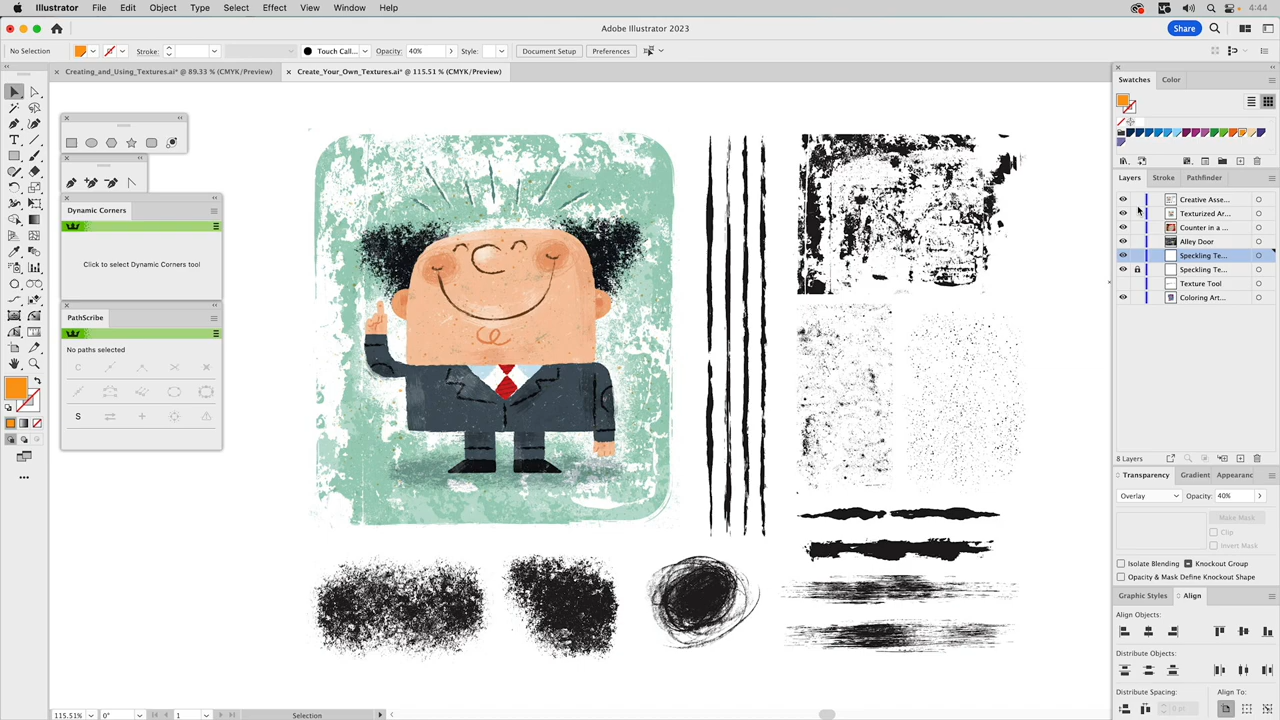 Illustrator File Edit Object Type Select Effect View Window Help 4:44
Adobe Illustrator 2023
Share
No Selection Stroke: Touch Call... Opacity: 40% Style: Document Setup Preferences
Creating_and_Using_Textures.ai* @ 89.33 % (CMYK/Preview) Create_Your_Own_Textures.ai* @ 115.51 % (CMYK/Preview)
Swatches Color
Layers Stroke Pathfinder
Creative Asse...
Texturized Ar...
Counter in a ...
Alley Door
Speckling Te...
Speckling Te...
Texture Tool
Coloring Art...
8 Layers
Dynamic Corners
Click to select Dynamic Corners tool
PathScribe
No paths selected
Transparency Gradient Appearanc
Overlay Opacity: 40%
Make Mask
Clip
Invert Mask
Isolate Blending Knockout Group
Opacity & Mask Define Knockout Shape
Graphic Styles Align
Align Objects:
Distribute Objects:
Distribute Spacing: Align To:
0 pt
115.51% 0° 1 Selection